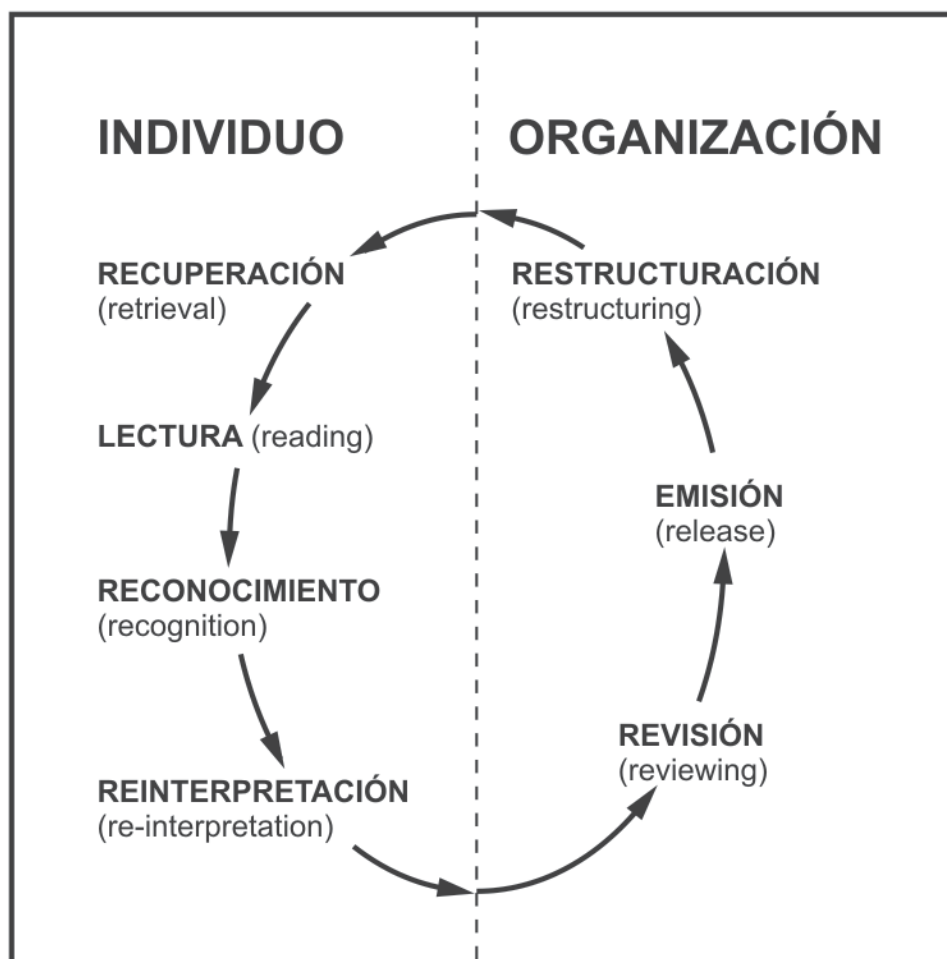 INDIVIDUO
RECUPERACIÓN
(retrieval)
LECTURA (reading)
RECONOCIMIENTO
(recognition)
REINTERPRETACIÓN
(re-interpretation)
ORGANIZACIÓN
RESTRUCTURACIÓN
(restructuring)
EMISIÓN
(release)
REVISIÓN
(reviewing)